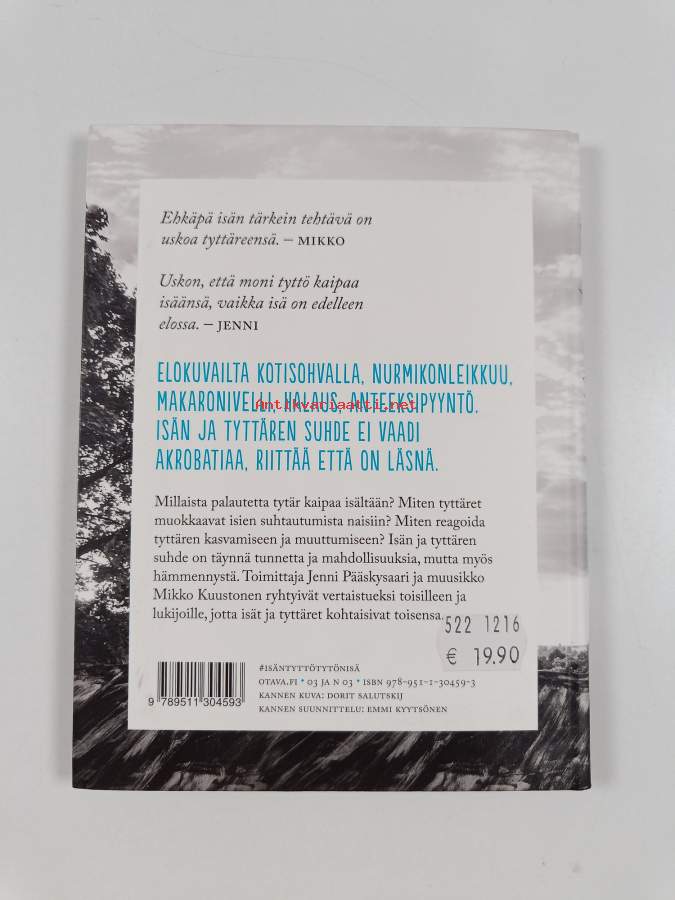 Ehkäpä isän tärkein tehtävä on
uskoa tyttäreensä. – MIKKO
Uskon, että moni tyttö kaipaa
isäänsä, vaikka isä on edelleen
elossa. – JENNI
ELOKUVAILTA KOTISOHVALLA, NURMIKONLEIKKUU,
MAKARONIVELLI, HALAUS, ANTEEKSIPYYNTÖ.
Antikvariaatti.net
ISÄN JA TYTTÄREN SUHDE EI VAADI
AKROBATIAA, RIITTÄÄ ETTÄ ON LÄSNÄ.
Millaista palautetta tytär kaipaa isältään? Miten tyttäret
muokkaavat isien suhtautumista naisiin? Miten reagoida
tyttären kasvamiseen ja muuttumiseen? Isän ja tyttären
suhde on täynnä tunnetta ja mahdollisuuksia, mutta myös
hämmennystä. Toimittaja Jenni Pääskysaari ja muusikko
Mikko Kuustonen ryhtyivät vertaistueksi toisilleen ja
lukijoille, jotta isät ja tyttäret kohtaisivat toisensa.
522 1216
€ 19.90
#ISÄNTYTTÖTYTÖNISÄ
OTAVA.FI • 03 JA N 03 • ISBN 978-951-1-30459-3
KANNEN KUVA: DORIT SALUTSKIJ
KANNEN SUUNNITTELU: EMMI KYYTSÖNEN
9 789511 304593